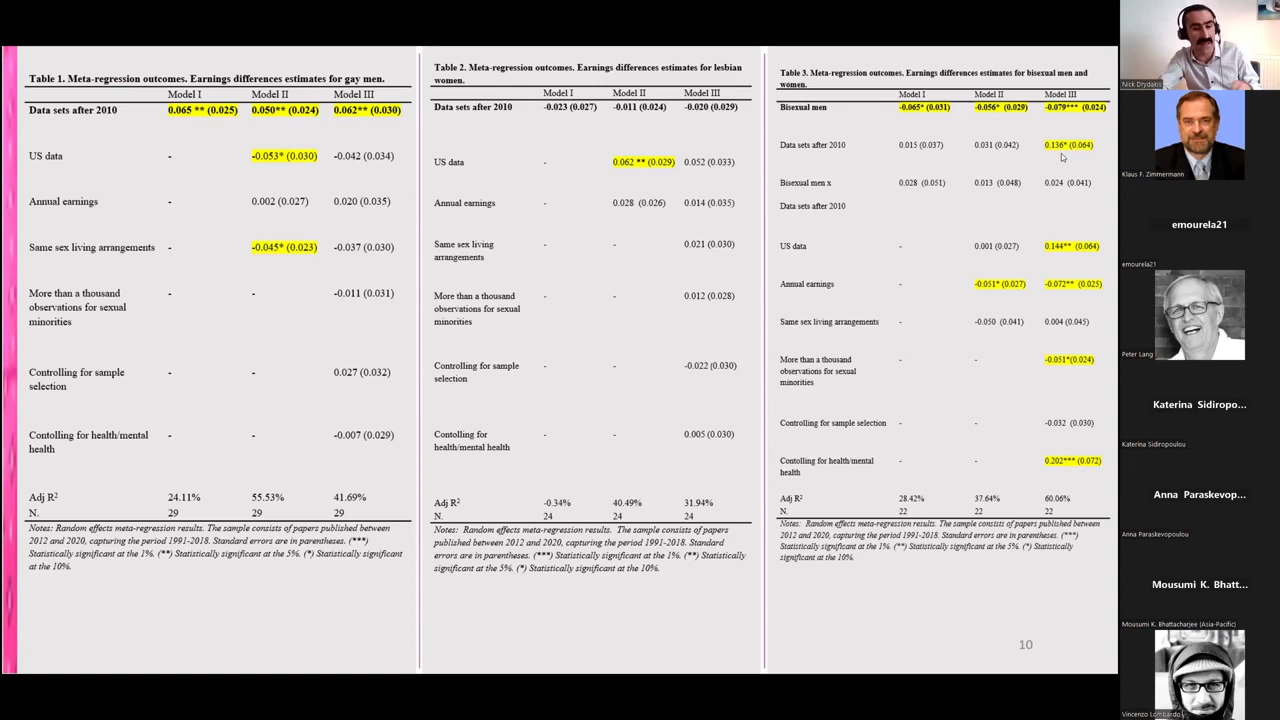 Table 1. Meta-regression outcomes. Earnings differences estimates for gay men.
Model I Model II Model III
Data sets after 2010 0.065 ** (0.025) 0.050** (0.024) 0.062** (0.030)
US data - -0.053* (0.030) -0.042 (0.034)
Annual earnings - 0.002 (0.027) 0.020 (0.035)
Same sex living arrangements - -0.045* (0.023) -0.037 (0.030)
More than a thousand - - -0.011 (0.031)
observations for sexual
minorities
Controlling for sample - - 0.027 (0.032)
selection
Contolling for health/mental - - -0.007 (0.029)
health
Adj R² 24.11% 55.53% 41.69%
N. 29 29 29
Notes: Random effects meta-regression results. The sample consists of papers published between
2012 and 2020, capturing the period 1991-2018. Standard errors are in parentheses. (***)
Statistically significant at the 1%. (**) Statistically significant at the 5%. (*) Statistically significant
at the 10%.
Table 2. Meta-regression outcomes. Earnings differences estimates for lesbian
women.
Model I Model II Model III
Data sets after 2010 -0.023 (0.027) -0.011 (0.024) -0.020 (0.029)
US data - 0.062 ** (0.029) 0.052 (0.033)
Annual earnings - 0.028 (0.026) 0.014 (0.035)
Same sex living - - 0.021 (0.030)
arrangements
More than a thousand - - 0.012 (0.028)
observations for sexual
minorities
Controlling for sample - - -0.022 (0.030)
selection
Contolling for - - 0.005 (0.030)
health/mental health
Adj R² -0.34% 40.49% 31.94%
N. 24 24 24
Notes: Random effects meta-regression results. The sample consists of papers
published between 2012 and 2020, capturing the period 1991-2018. Standard
errors are in parentheses. (***) Statistically significant at the 1%. (**) Statistically
significant at the 5%. (*) Statistically significant at the 10%.
Table 3. Meta-regression outcomes. Earnings differences estimates for bisexual men and
women.
Model I Model II Model III
Bisexual men -0.065* (0.031) -0.056* (0.029) -0.079*** (0.024)
Data sets after 2010 0.015 (0.037) 0.031 (0.042) 0.136* (0.064)
Bisexual men x 0.028 (0.051) 0.013 (0.048) 0.024 (0.041)
Data sets after 2010
US data - 0.001 (0.027) 0.144** (0.064)
Annual earnings - -0.051* (0.027) -0.072** (0.025)
Same sex living arrangements - -0.050 (0.041) 0.004 (0.045)
More than a thousand - - -0.051*(0.024)
observations for sexual
minorities
Controlling for sample selection - - -0.032 (0.030)
Contolling for health/mental - - 0.202*** (0.072)
health
Adj R² 28.42% 37.64% 60.06%
N. 22 22 22
Notes: Random effects meta-regression results. The sample consists of papers published
between 2012 and 2020, capturing the period 1991-2018. Standard errors are in parentheses. (***)
Statistically significant at the 1%. (**) Statistically significant at the 5%. (*) Statistically
significant at the 10%.
10
Nick Drydakis
Klaus F. Zimmermann
emourela21
emourela21
Peter Lang
Katerina Sidiropo...
Katerina Sidiropoulou
Anna Paraskevop...
Anna Paraskevopoulou
Mousumi K. Bhatt...
Mousumi K. Bhattacharjee (Asia-Pacific)
Vincenzo Lombardo